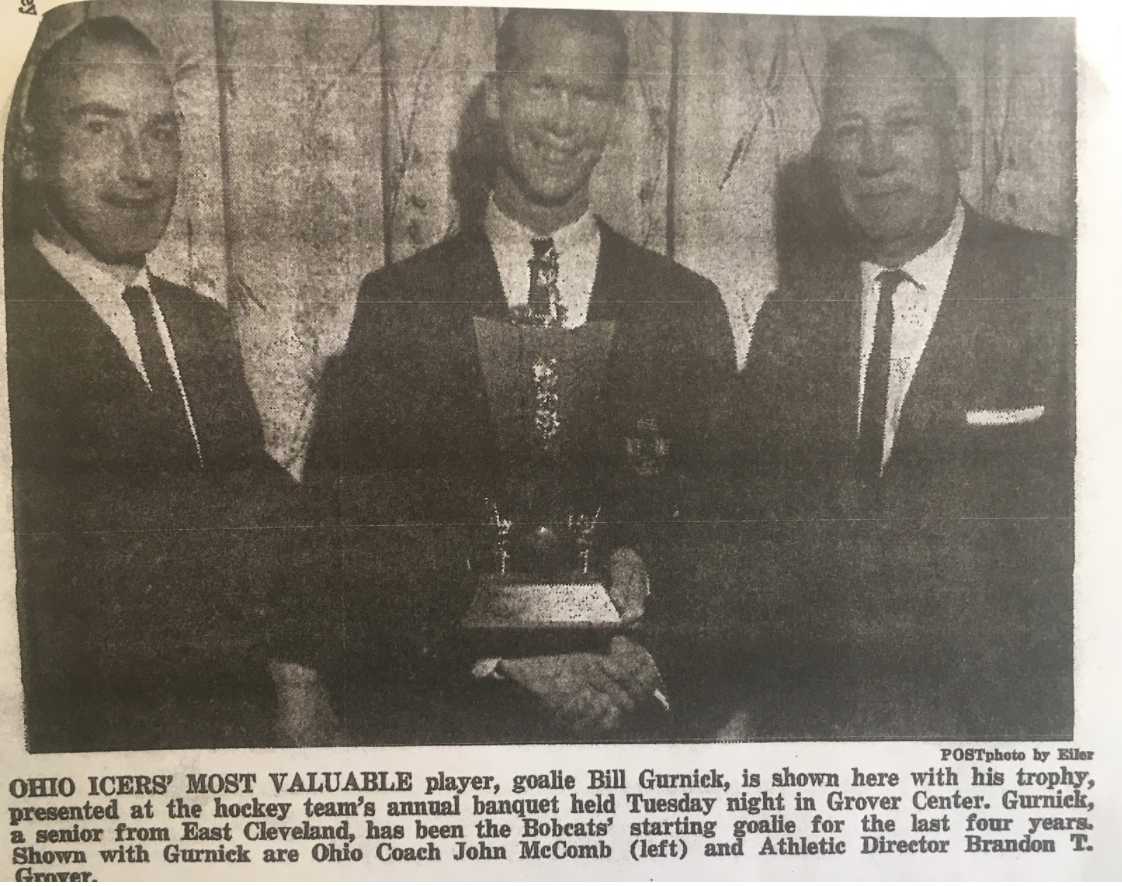 POSTphoto by Eiler
OHIO ICERS' MOST VALUABLE player, goalie Bill Gurnick, is shown here with his trophy,
presented at the hockey team's annual banquet held Tuesday night in Grover Center. Gurnick,
a senior from East Cleveland, has been the Bobcats' starting goalie for the last four years.
Shown with Gurnick are Ohio Coach John McComb (left) and Athletic Director Brandon T.
Grover.